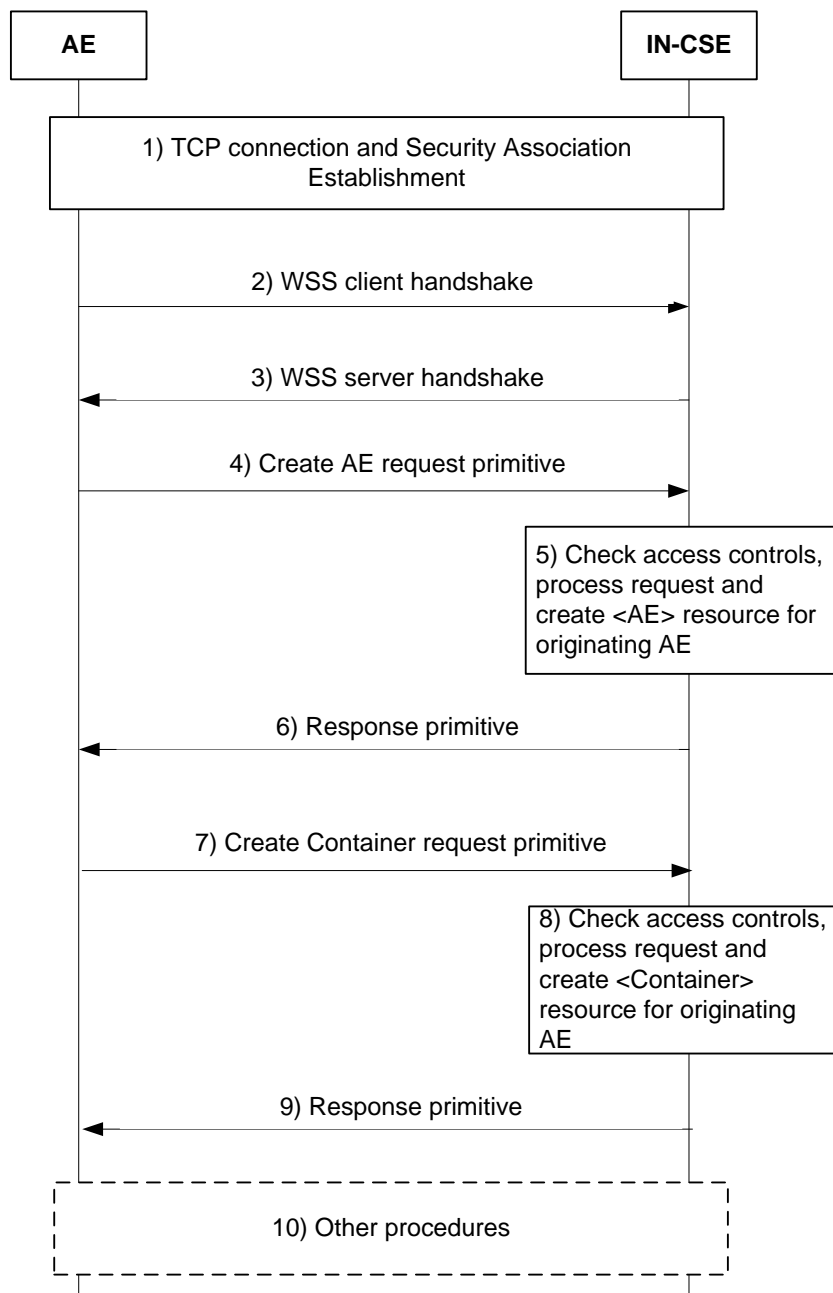 AE
IN-CSE
1) TCP connection and Security Association
Establishment
2) WSS client handshake
3) WSS server handshake
4) Create AE request primitive
5) Check access controls,
process request and
create <AE> resource for
originating AE
6) Response primitive
7) Create Container request primitive
8) Check access controls,
process request and
create <Container>
resource for originating
AE
9) Response primitive
10) Other procedures